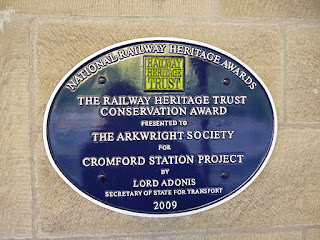 NATIONAL RAILWAY HERITAGE AWARDS
RAILWAY
HERITAGE
TRUST
THE RAILWAY HERITAGE TRUST
CONSERVATION AWARD
PRESENTED TO
THE ARKWRIGHT SOCIETY
FOR
CROMFORD STATION PROJECT
BY
LORD ADONIS
SECRETARY OF STATE FOR TRANSPORT
2009